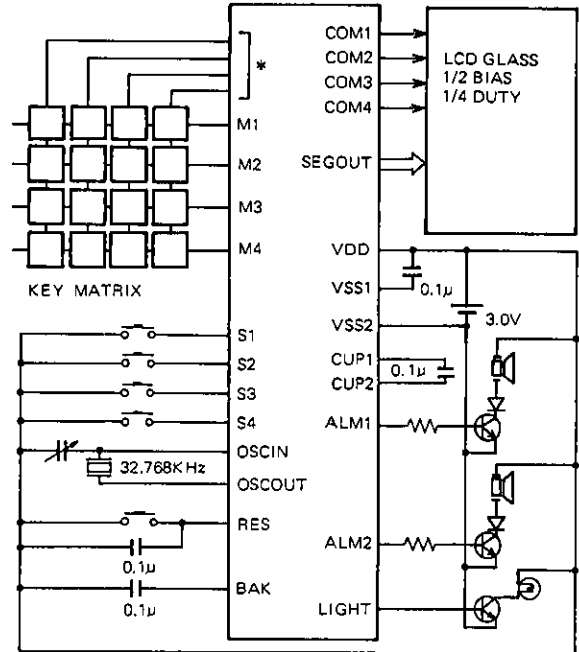 COM1
COM2
COM3
COM4
SEGOUT
LCD GLASS
1/2 BIAS
1/4 DUTY
*
M1
M2
M3
M4
KEY MATRIX
VDD
VSS1
VSS2
0.1μ
3.0V
CUP1
CUP2
0.1μ
S1
S2
S3
S4
ALM1
OSCIN
32.768KHz
OSCOUT
RES
0.1μ
ALM2
BAK
0.1μ
LIGHT